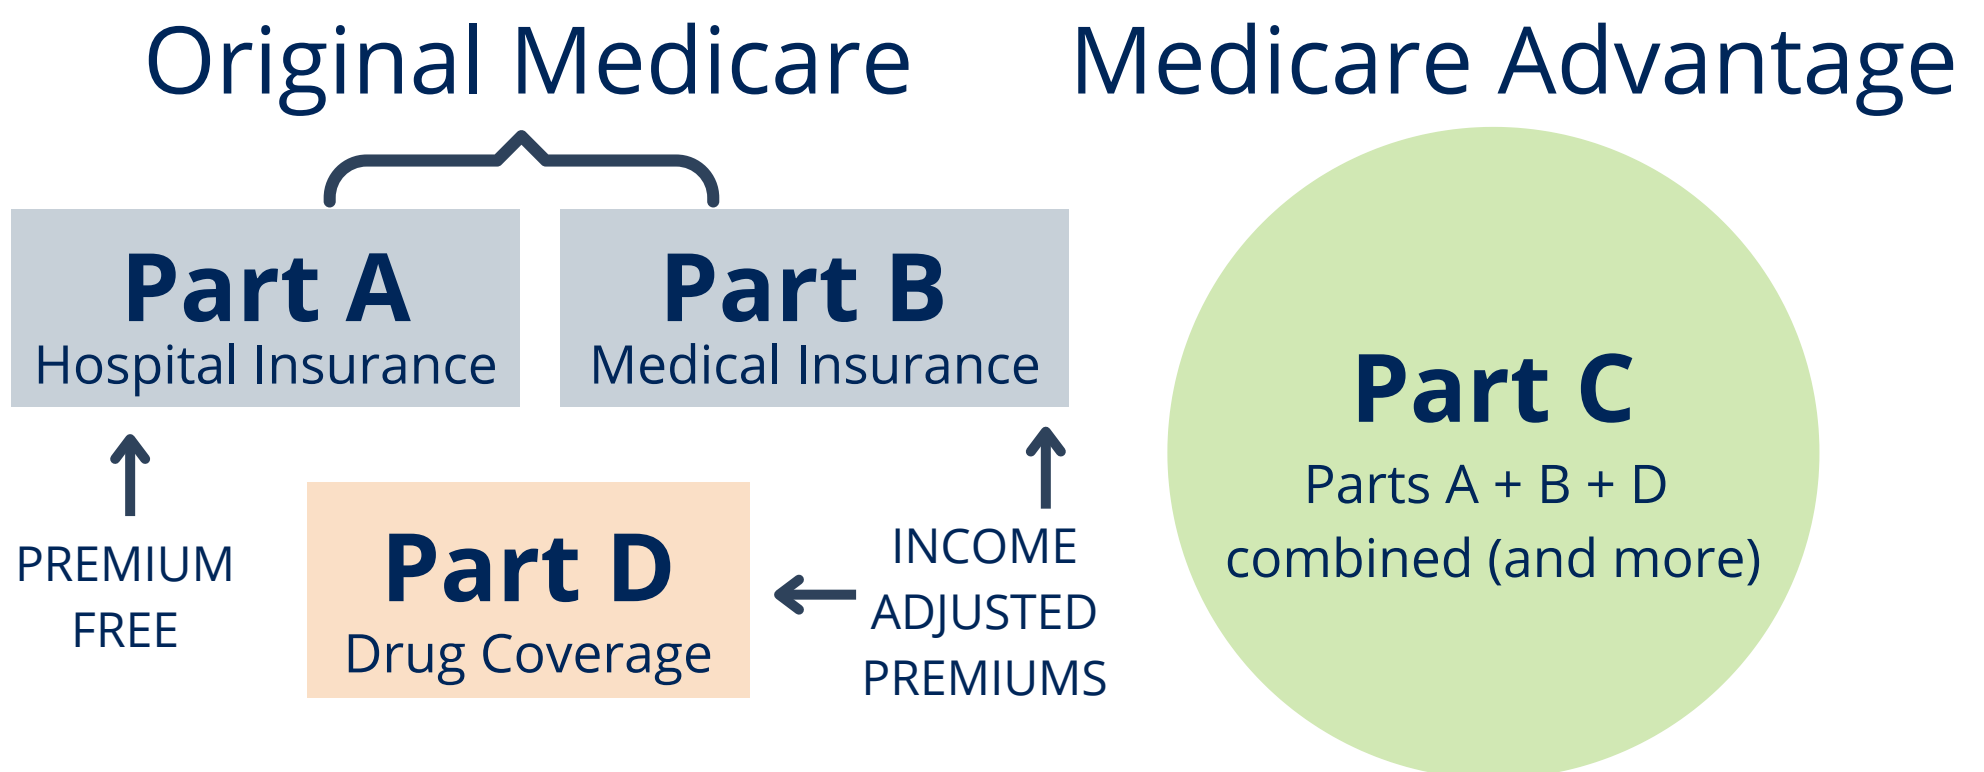 Original Medicare
Medicare Advantage
Part A
Hospital Insurance
Part B
Medical Insurance
PREMIUM
FREE
Part D
Drug Coverage
INCOME
ADJUSTED
PREMIUMS
Part C
Parts A + B + D
combined (and more)